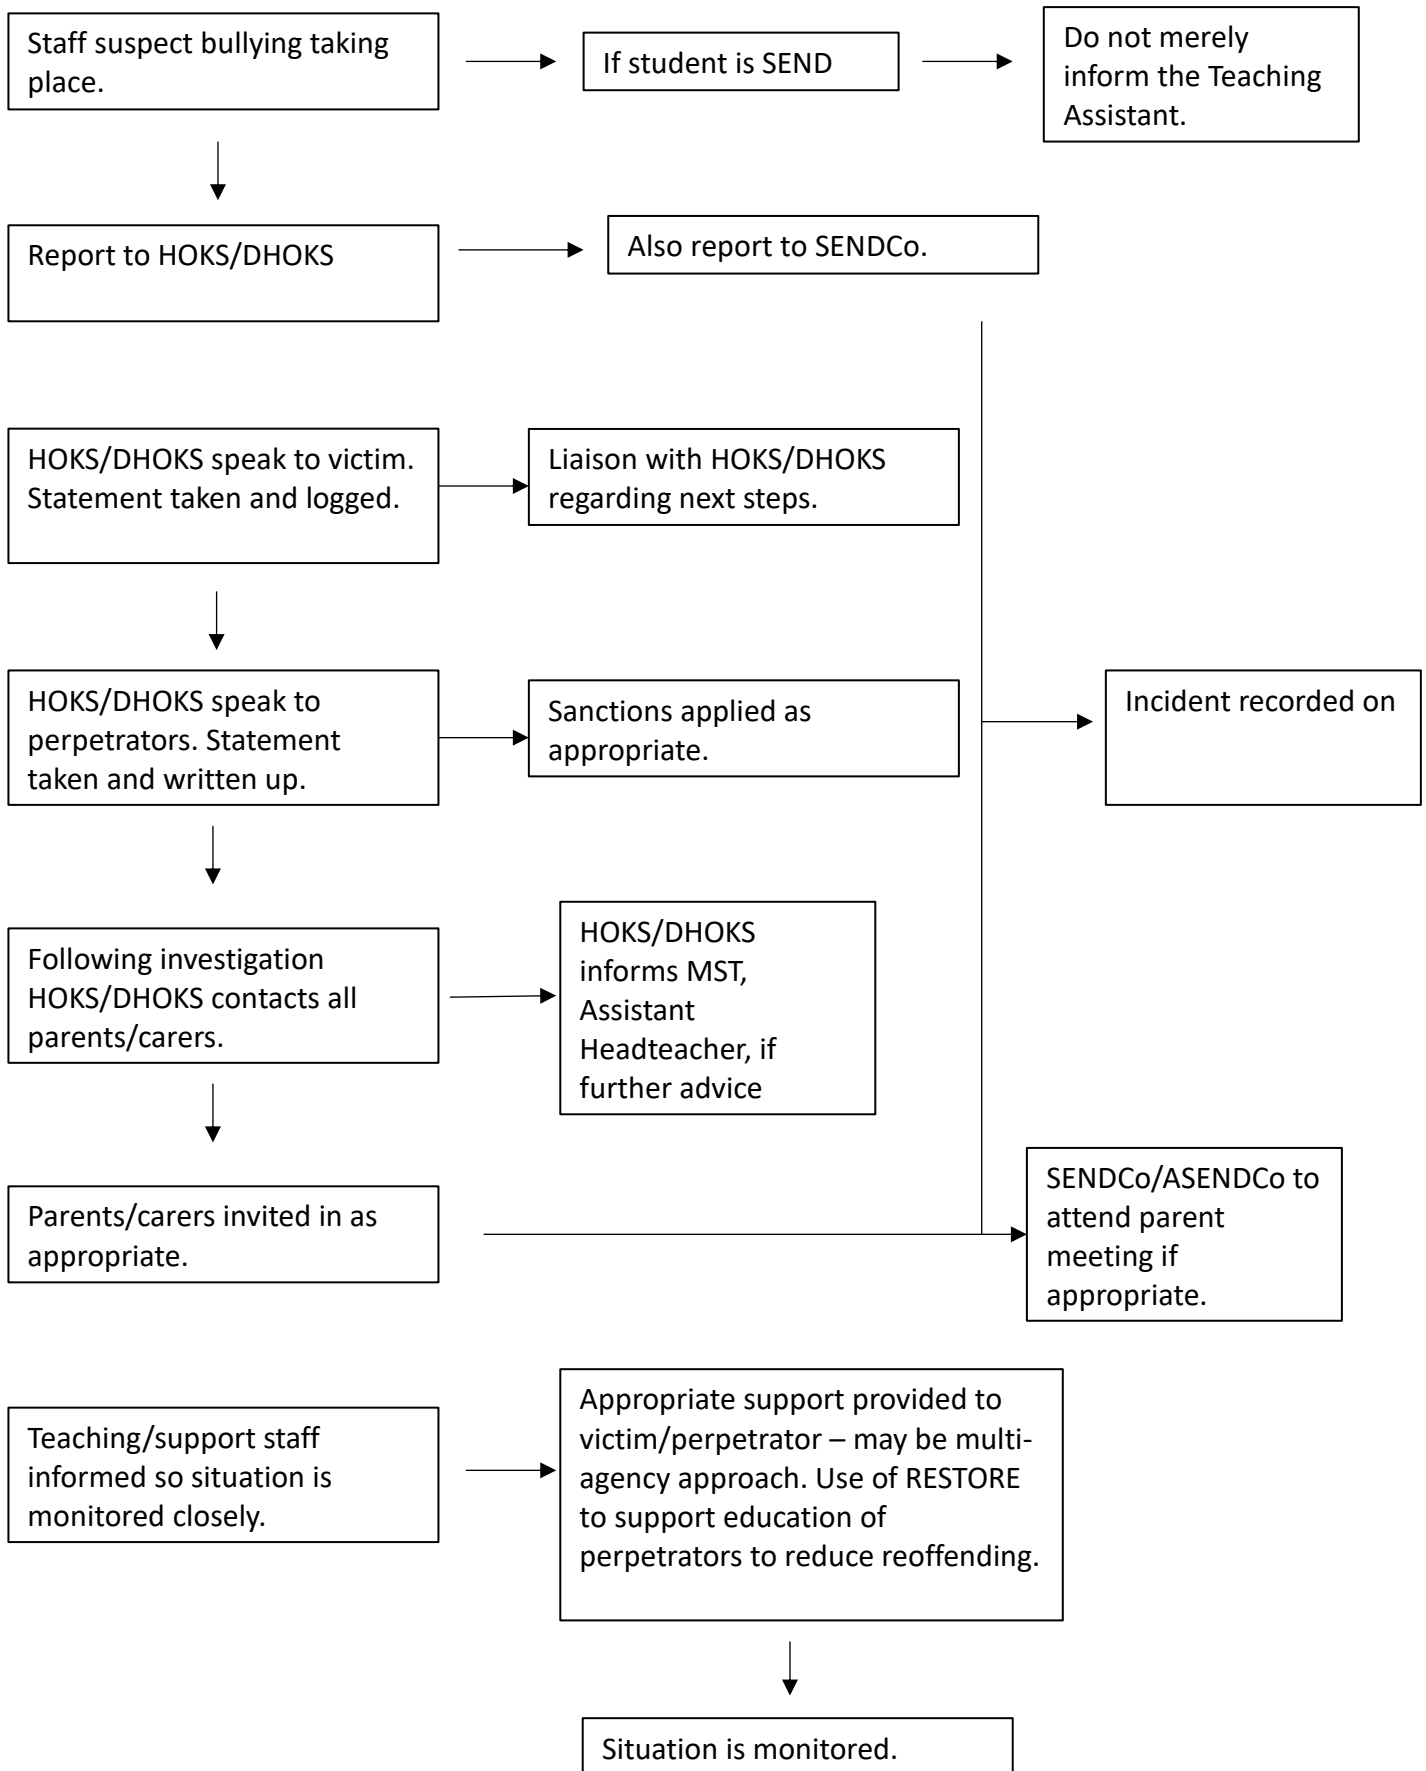 Staff suspect bullying taking
place.
If student is SEND
Do not merely
inform the Teaching
Assistant.
Report to HOKS/DHOKS
Also report to SENDCo.
HOKS/DHOKS speak to victim.
Statement taken and logged.
Liaison with HOKS/DHOKS
regarding next steps.
HOKS/DHOKS speak to
perpetrators. Statement
taken and written up.
Sanctions applied as
appropriate.
Incident recorded on
Following investigation
HOKS/DHOKS contacts all
parents/carers.
HOKS/DHOKS
informs MST,
Assistant
Headteacher, if
further advice
Parents/carers invited in as
appropriate.
SENDCo/ASENDCo to
attend parent
meeting if
appropriate.
Teaching/support staff
informed so situation is
monitored closely.
Appropriate support provided to
victim/perpetrator – may be multi-
agency approach. Use of RESTORE
to support education of
perpetrators to reduce reoffending.
Situation is monitored.